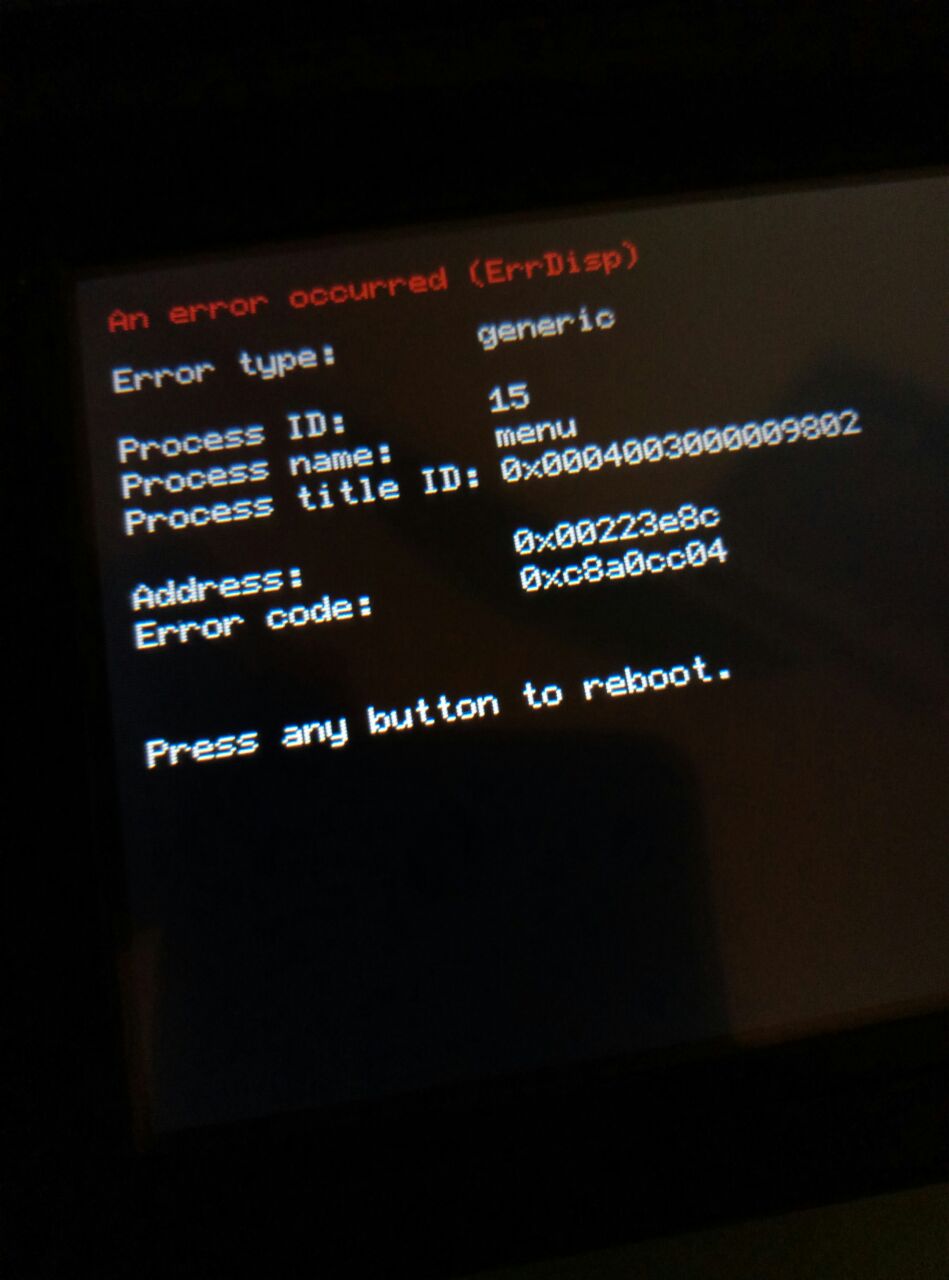 An error occurred (ErrDisp)
Error type: generic
Process ID: 15
Process name: menu
Process title ID: 0x0004003000009802
Address: 0x00223e8c
Error code: 0xc8a0cc04
Press any button to reboot.